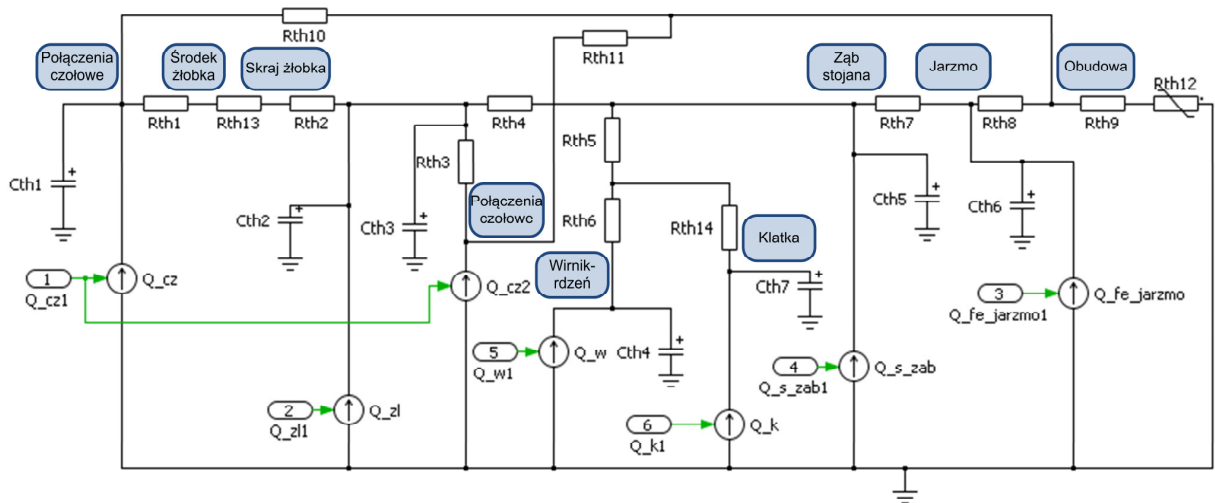 Rth10
Rth11
Połączenia
czołowe
Środek
żłobka
Skraj żłobka
Ząb
stojana
Jarzmo
Obudowa
Rth12
Rth1
Rth13
Rth2
Rth4
Rth7
Rth8
Rth9
Rth5
Rth3
Cth1
Połączenia
czołowe
Cth2
Cth3
Rth6
Rth14
Klatka
Cth5
Cth6
Wirnik-
rdzeń
1
Q_cz
Q_cz1
Q_cz2
Cth7
3
Q_fe_jarzmo
Q_fe_jarzmo1
5
Q_w
Cth4
Q_w1
4
Q_s_zab
Q_s_zab1
2
Q_zl
Q_zl1
6
Q_k
Q_k1